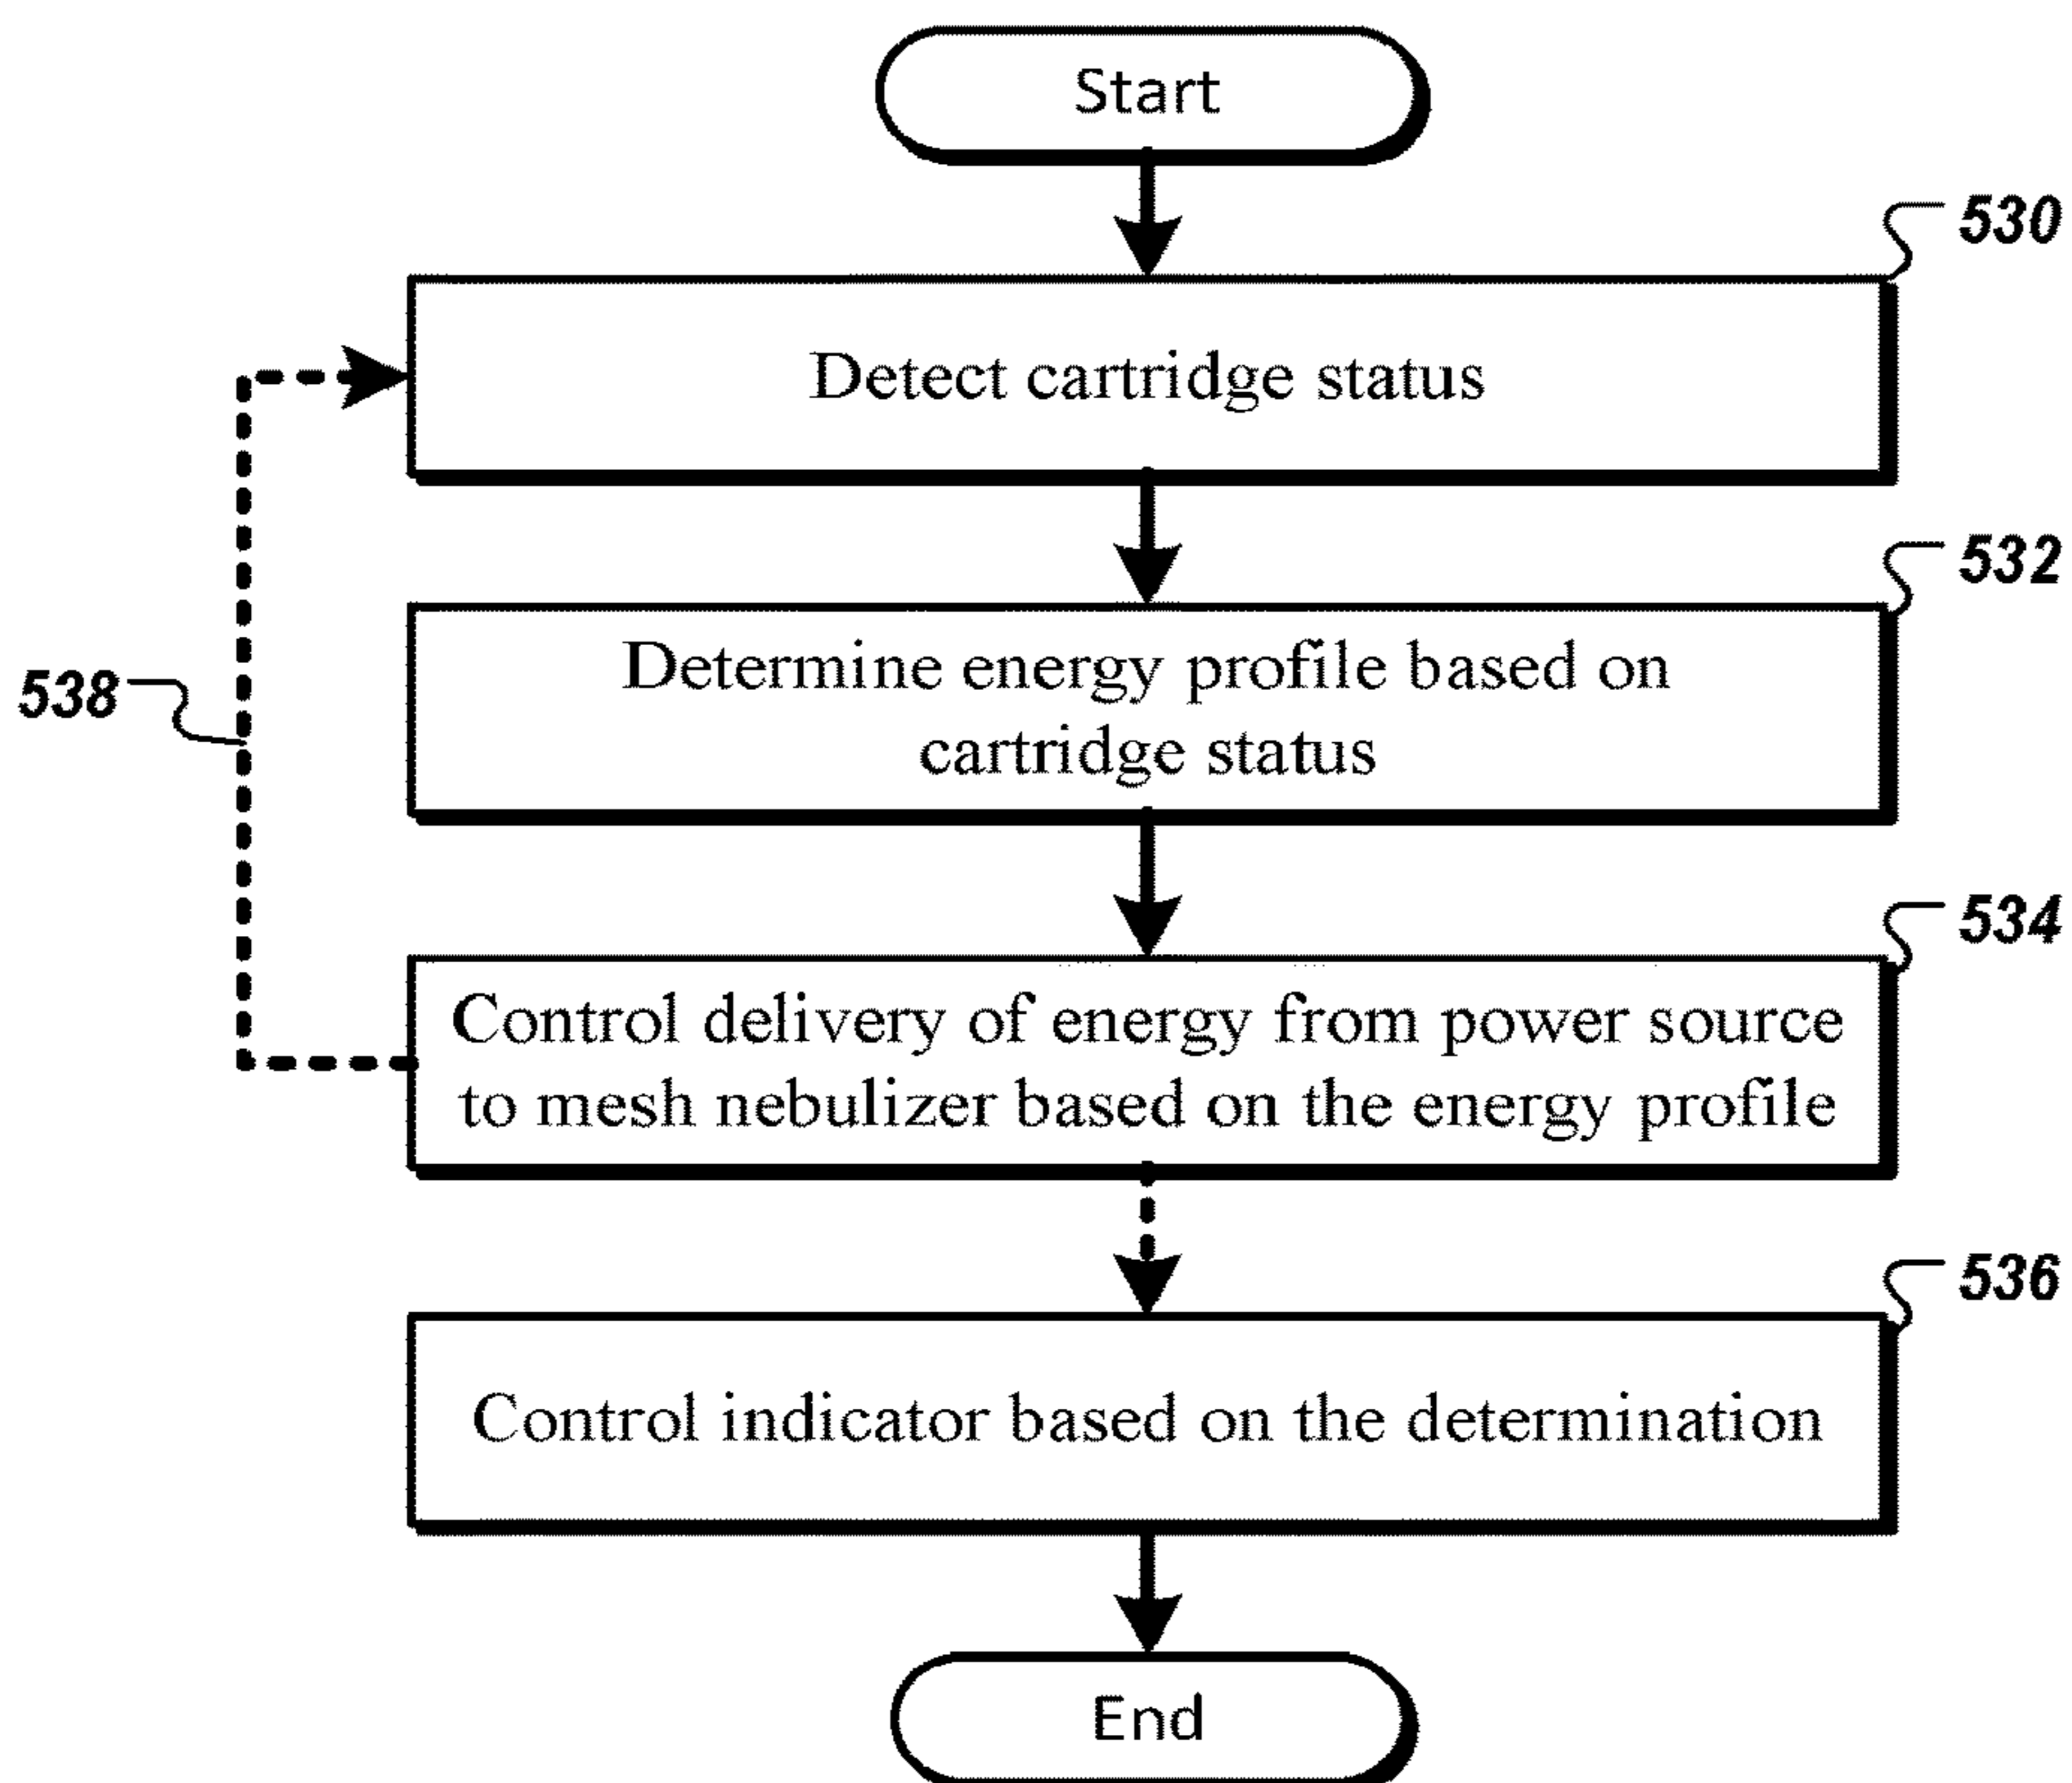 Start
530
Detect cartridge status
532
Determine energy profile based on
cartridge status
538
534
Control delivery of energy from power source
to mesh nebulizer based on the energy profile
536
Control indicator based on the determination
End